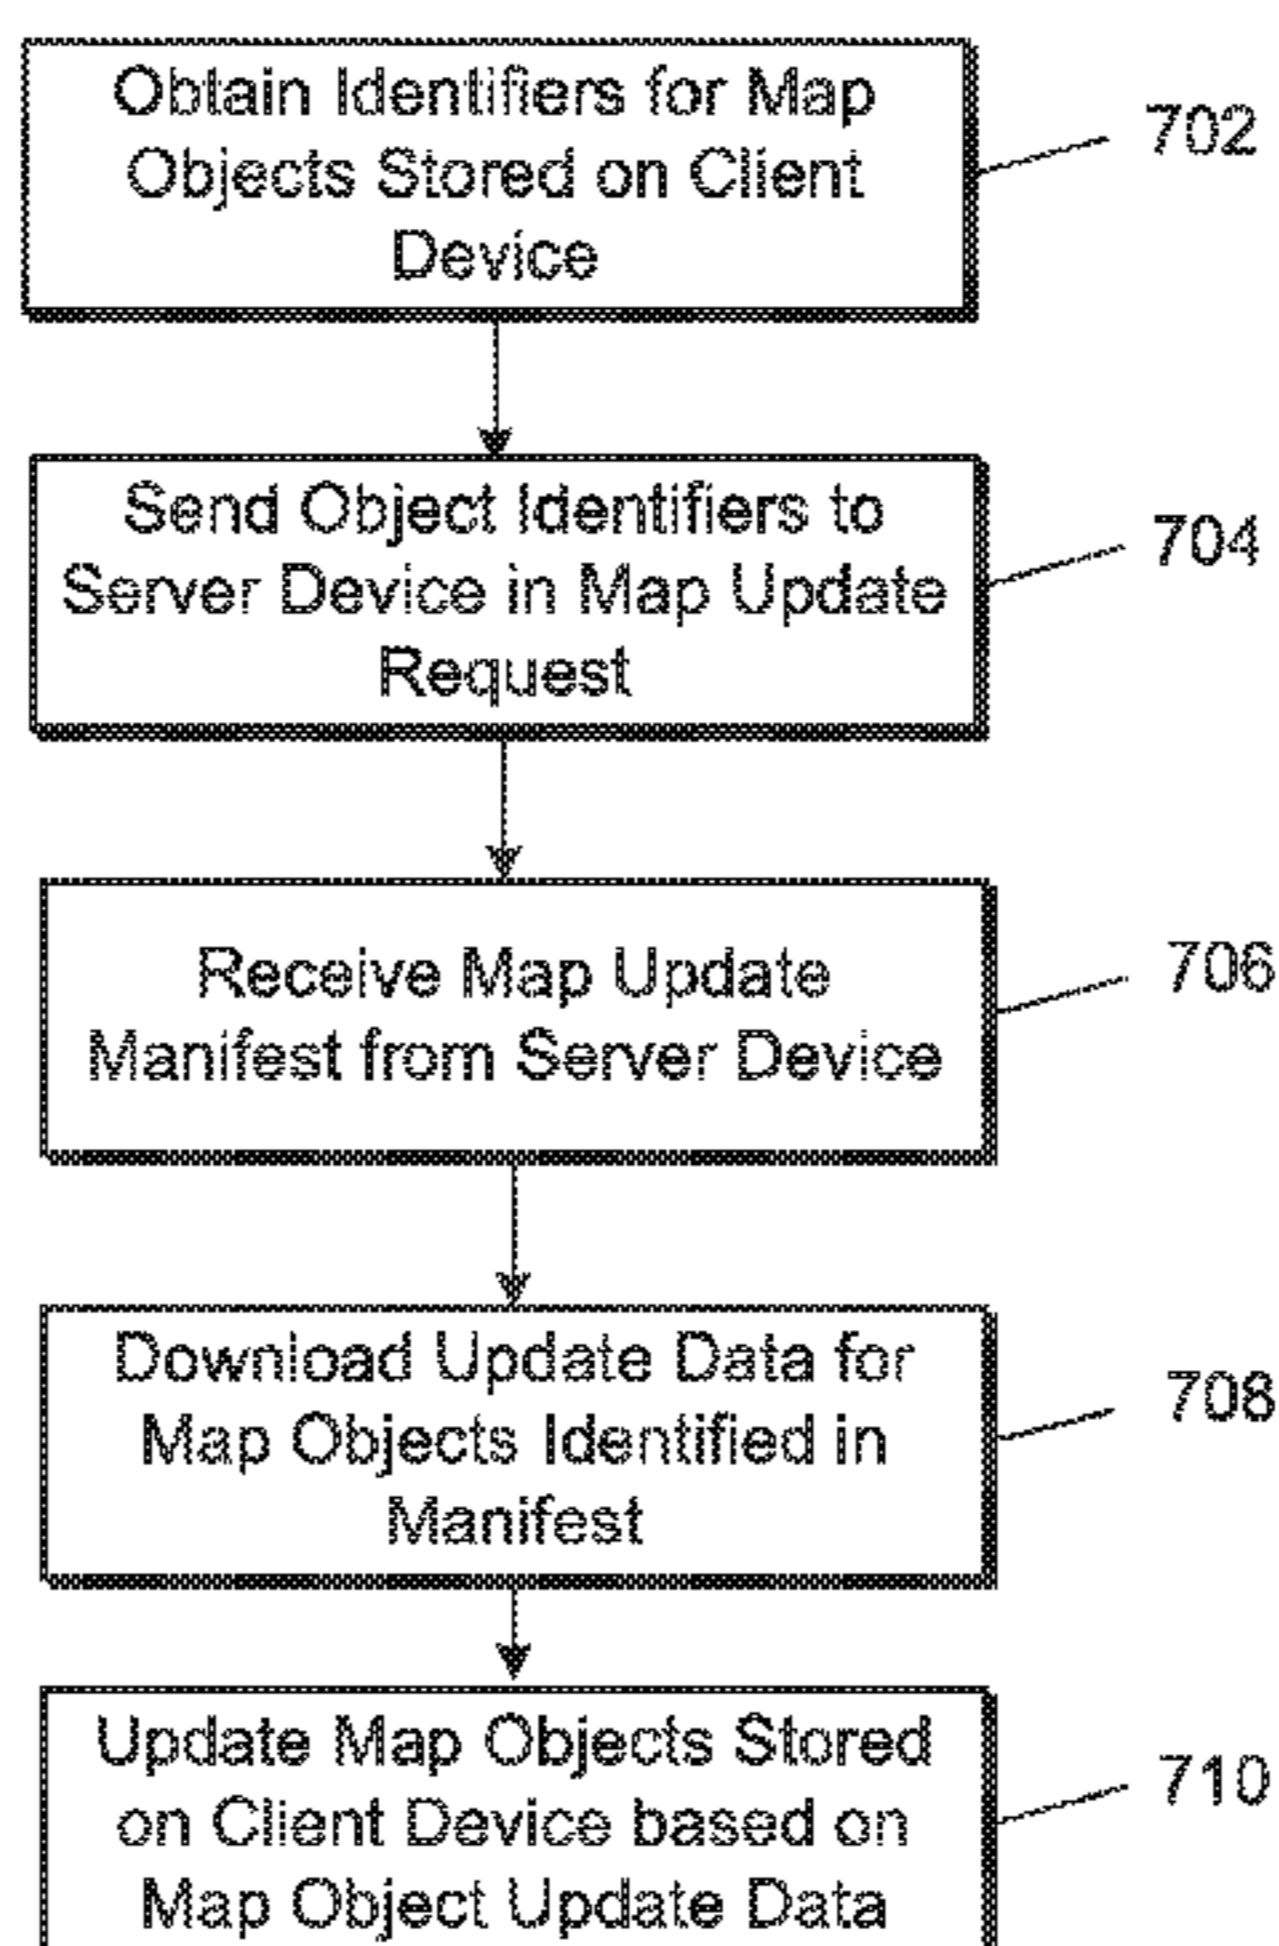 Obtain Identifiers for Map
Objects Stored on Client
Device
702
Send Object Identifiers to
Server Device in Map Update
Request
704
Receive Map Update
Manifest from Server Device
706
Download Update Data for
Map Objects Identified in
Manifest
708
Update Map Objects Stored
on Client Device based on
Map Object Update Data
710